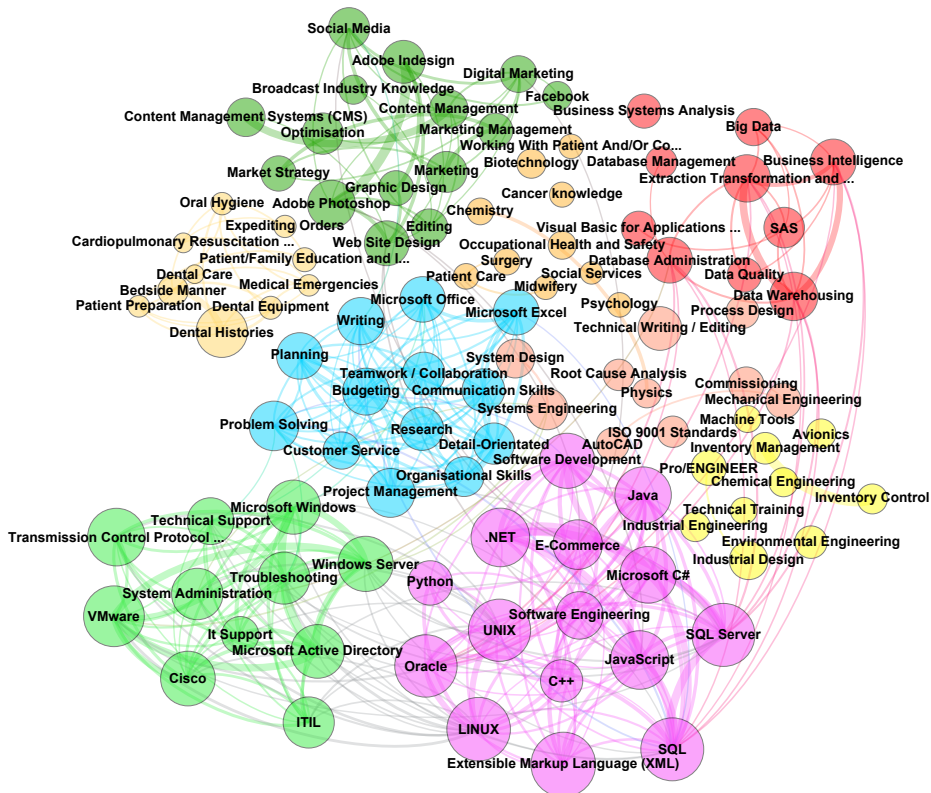 Social Media
Adobe Indesign
Digital Marketing
Broadcast Industry Knowledge
Facebook
Content Management
Business Systems Analysis
Content Management Systems (CMS)
Optimisation
Marketing Management
Big Data
Working With Patient And/Or Co...
Biotechnology
Database Management
Business Intelligence
Market Strategy
Marketing
Extraction Transformation and ...
Graphic Design
Cancer knowledge
Oral Hygiene
Adobe Photoshop
Chemistry
Expediting Orders
Editing
Visual Basic for Applications ...
SAS
Cardiopulmonary Resuscitation ...
Web Site Design
Occupational Health and Safety
Patient/Family Education and I...
Surgery
Database Administration
Dental Care
Patient Care
Social Services
Data Quality
Bedside Manner
Medical Emergencies
Midwifery
Data Warehousing
Patient Preparation
Dental Equipment
Microsoft Office
Psychology
Process Design
Writing
Microsoft Excel
Technical Writing / Editing
Dental Histories
Planning
System Design
Teamwork / Collaboration
Root Cause Analysis
Commissioning
Budgeting
Communication Skills
Physics
Mechanical Engineering
Systems Engineering
Machine Tools
Problem Solving
Research
ISO 9001 Standards
Avionics
Customer Service
Detail-Orientated
AutoCAD
Inventory Management
Software Development
Pro/ENGINEER
Organisational Skills
Chemical Engineering
Project Management
Java
Inventory Control
Microsoft Windows
Technical Support
Technical Training
Transmission Control Protocol ...
.NET
E-Commerce
Industrial Engineering
Environmental Engineering
Windows Server
Industrial Design
Troubleshooting
Python
Microsoft C#
System Administration
VMware
Software Engineering
It Support
UNIX
SQL Server
Microsoft Active Directory
Oracle
JavaScript
Cisco
C++
ITIL
LINUX
SQL
Extensible Markup Language (XML)